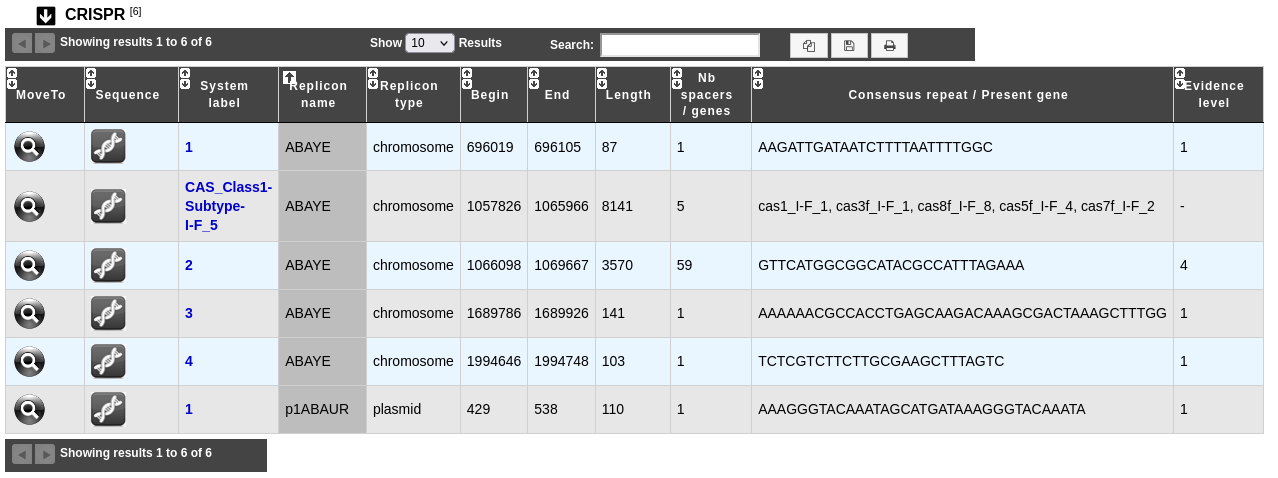 CRISPR [6]
Showing results 1 to 6 of 6 Show 10 Results Search:
MoveTo Sequence System label Replicon name Replicon type Begin End Length Nb spacers / genes Consensus repeat / Present gene Evidence level
1 ABAYE chromosome 696019 696105 87 1 AAGATTGATAATCTTTTAATTTTGGC 1
CAS_Class1-Subtype-I-F_5 ABAYE chromosome 1057826 1065966 8141 5 cas1_I-F_1, cas3f_I-F_1, cas8f_I-F_8, cas5f_I-F_4, cas7f_I-F_2 -
2 ABAYE chromosome 1066098 1069667 3570 59 GTTCATGGCGGCATACGCCATTTAGAAA 4
3 ABAYE chromosome 1689786 1689926 141 1 AAAAAACGCCACCTGAGCAAGACAAAGCGACTAAAGCTTTGG 1
4 ABAYE chromosome 1994646 1994748 103 1 TCTCGTCTTCTTGCGAAGCTTTAGTC 1
1 p1ABAUR plasmid 429 538 110 1 AAAGGGTACAAATAGCATGATAAAGGGTACAAATA 1
Showing results 1 to 6 of 6